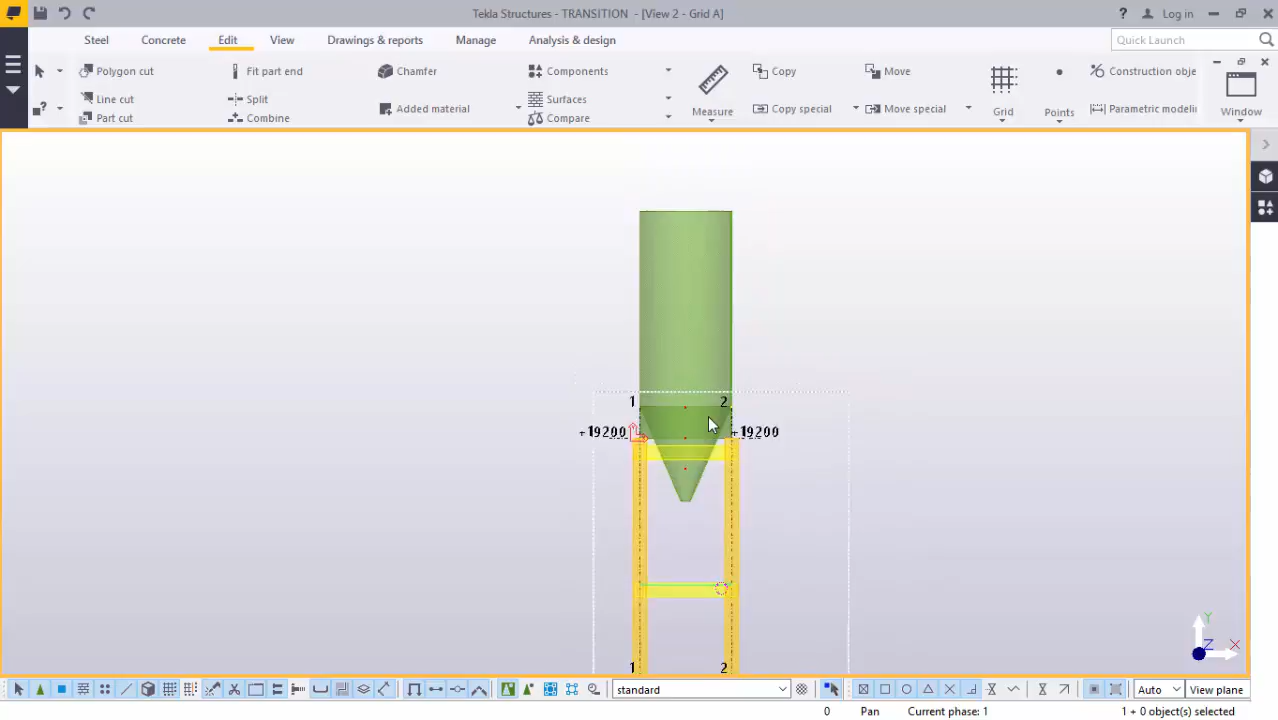 Tekla Structures - TRANSITION - [View 2 - Grid A]
Log in
Steel
Concrete
Edit
View
Drawings & reports
Manage
Analysis & design
Quick Launch
Polygon cut
Line cut
Part cut
Fit part end
Split
Combine
Chamfer
Added material
Components
Surfaces
Compare
Measure
Copy
Copy special
Move
Move special
Grid
Points
Construction obje
Parametric modeli
Window
1 2
+19200 +19200
1 2
Y
Z X
standard
Auto
View plane
0
Pan
Current phase: 1
1 + 0 object(s) selected